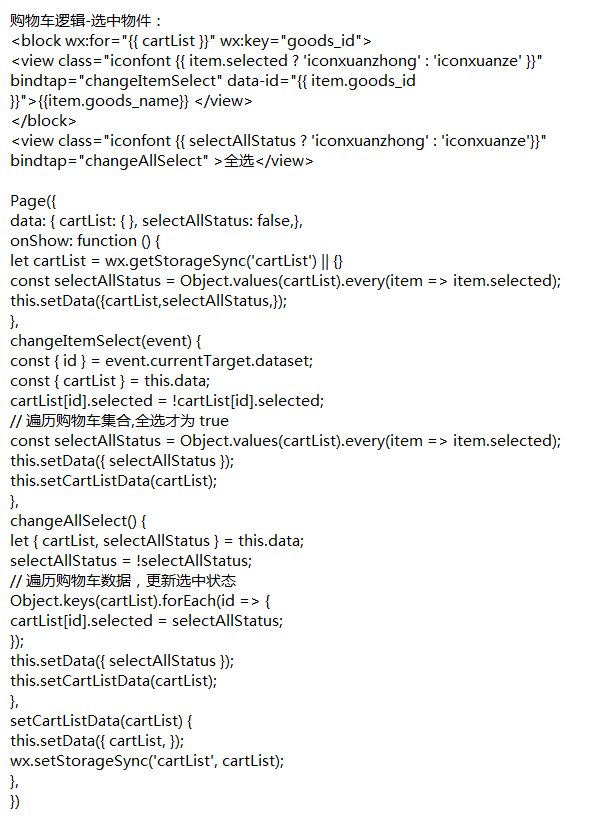 购物车逻辑-选中物件：
<block wx:for="{{ cartList }}" wx:key="goods_id">
<view class="iconfont {{ item.selected ? 'iconxuanzhong' : 'iconxuanze' }}"
bindtap="changeItemSelect" data-id="{{ item.goods_id
}}">{{item.goods_name}} </view>
</block>
<view class="iconfont {{ selectAllStatus ? 'iconxuanzhong' : 'iconxuanze'}}"
bindtap="changeAllSelect" >全选</view>

Page({
data: { cartList: { }, selectAllStatus: false,},
onShow: function () {
let cartList = wx.getStorageSync('cartList') || {}
const selectAllStatus = Object.values(cartList).every(item => item.selected);
this.setData({cartList,selectAllStatus,});
},
changeItemSelect(event) {
const { id } = event.currentTarget.dataset;
const { cartList } = this.data;
cartList[id].selected = !cartList[id].selected;
// 遍历购物车集合,全选才为 true
const selectAllStatus = Object.values(cartList).every(item => item.selected);
this.setData({ selectAllStatus });
this.setCartListData(cartList);
},
changeAllSelect() {
let { cartList, selectAllStatus } = this.data;
selectAllStatus = !selectAllStatus;
// 遍历购物车数据，更新选中状态
Object.keys(cartList).forEach(id => {
cartList[id].selected = selectAllStatus;
});
this.setData({ selectAllStatus });
this.setCartListData(cartList);
},
setCartListData(cartList) {
this.setData({ cartList, });
wx.setStorageSync('cartList', cartList);
},
})